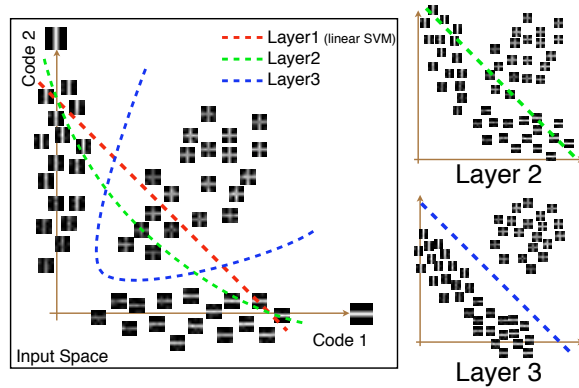 Code 2
Layer1 (linear SVM)
Layer2
Layer3
Code 1
Input Space
Layer 2
Layer 3